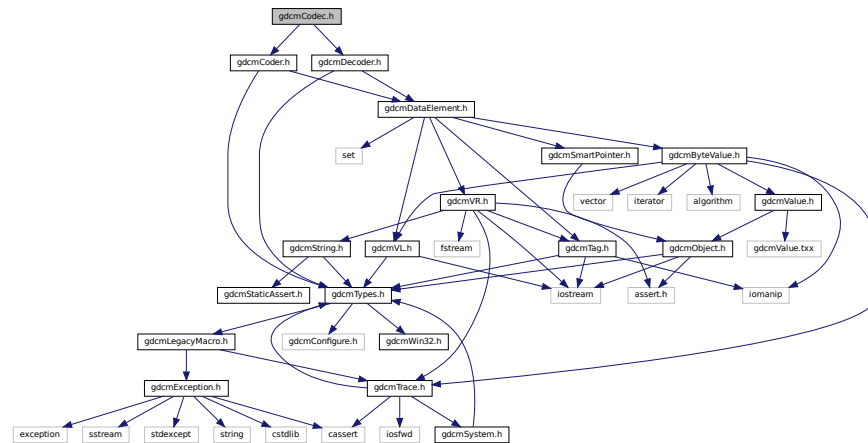 gdcmCodec.h
gdcmCoder.h
gdcmDecoder.h
gdcmDataElement.h
set
gdcmSmartPointer.h
gdcmByteValue.h
gdcmVR.h
vector
iterator
algorithm
gdcmValue.h
gdcmString.h
gdcmVL.h
fstream
gdcmTag.h
gdcmObject.h
gdcmValue.txx
gdcmStaticAssert.h
gdcmTypes.h
iostream
assert.h
iomanip
gdcmLegacyMacro.h
gdcmConfigure.h
gdcmWin32.h
gdcmException.h
gdcmTrace.h
exception
sstream
stdexcept
string
cstdlib
cassert
iosfwd
gdcmSystem.h